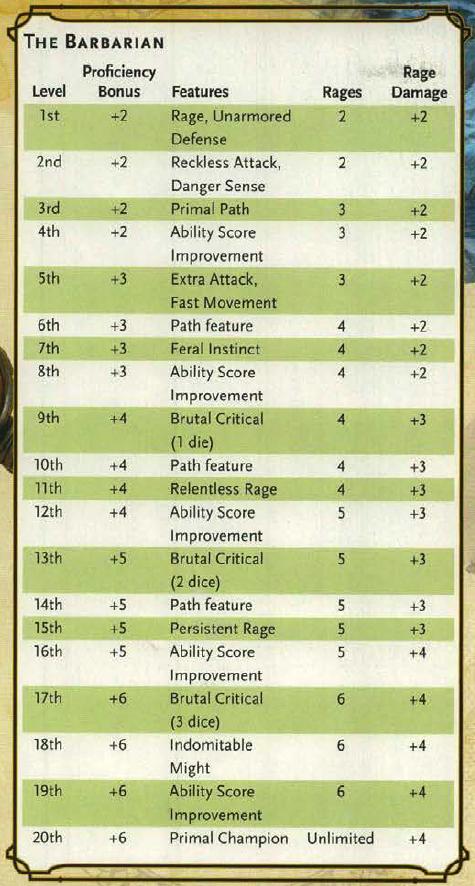 THE BARBARIAN
Proficiency Rage
Level Bonus Features Rages Damage
1st +2 Rage, Unarmored 2 +2
Defense
2nd +2 Reckless Attack, 2 +2
Danger Sense
3rd +2 Primal Path 3 +2
4th +2 Ability Score 3 +2
Improvement
5th +3 Extra Attack, 3 +2
Fast Movement
6th +3 Path feature 4 +2
7th +3 Feral Instinct 4 +2
8th +3 Ability Score 4 +2
Improvement
9th +4 Brutal Critical 4 +3
(1 die)
10th +4 Path feature 4 +3
11th +4 Relentless Rage 4 +3
12th +4 Ability Score 5 +3
Improvement
13th +5 Brutal Critical 5 +3
(2 dice)
14th +5 Path feature 5 +3
15th +5 Persistent Rage 5 +3
16th +5 Ability Score 5 +4
Improvement
17th +6 Brutal Critical 6 +4
(3 dice)
18th +6 Indomitable 6 +4
Might
19th +6 Ability Score 6 +4
Improvement
20th +6 Primal Champion Unlimited +4